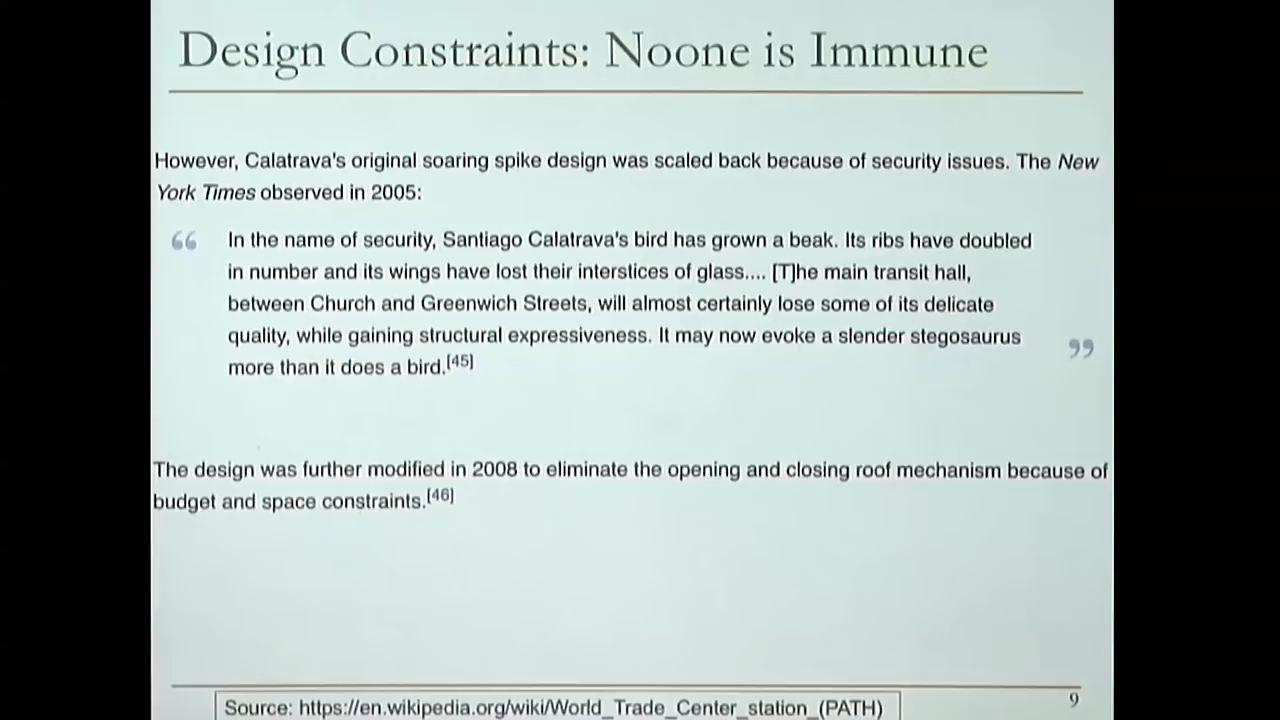 Design Constraints: Noone is Immune
However, Calatrava's original soaring spike design was scaled back because of security issues. The New
York Times observed in 2005:
“ In the name of security, Santiago Calatrava's bird has grown a beak. Its ribs have doubled
in number and its wings have lost their interstices of glass.... [T]he main transit hall,
between Church and Greenwich Streets, will almost certainly lose some of its delicate
quality, while gaining structural expressiveness. It may now evoke a slender stegosaurus
more than it does a bird.[45] ”
The design was further modified in 2008 to eliminate the opening and closing roof mechanism because of
budget and space constraints.[46]
Source: https://en.wikipedia.org/wiki/World_Trade_Center_station_(PATH)
9